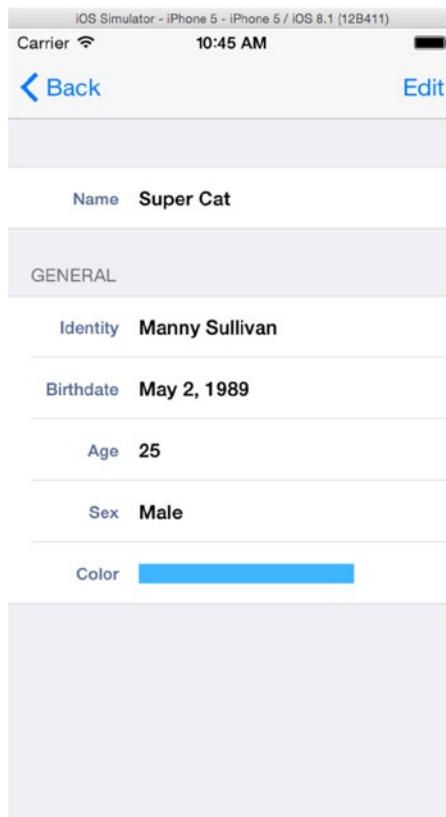 iOS Simulator - iPhone 5 - iPhone 5 / iOS 8.1 (12B411)
Carrier 10:45 AM
Back Edit
Name Super Cat
GENERAL
Identity Manny Sullivan
Birthdate May 2, 1989
Age 25
Sex Male
Color